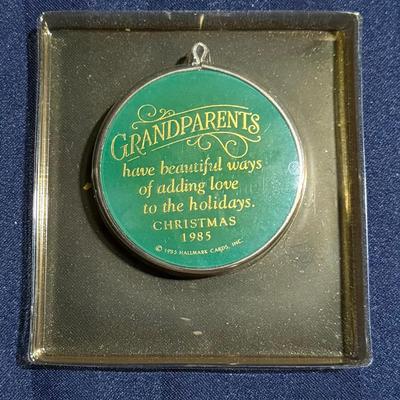 GRANDPARENTS
have beautiful ways
of adding love
to the holidays.
CHRISTMAS
1985
© 1985 HALLMARK CARDS, INC.